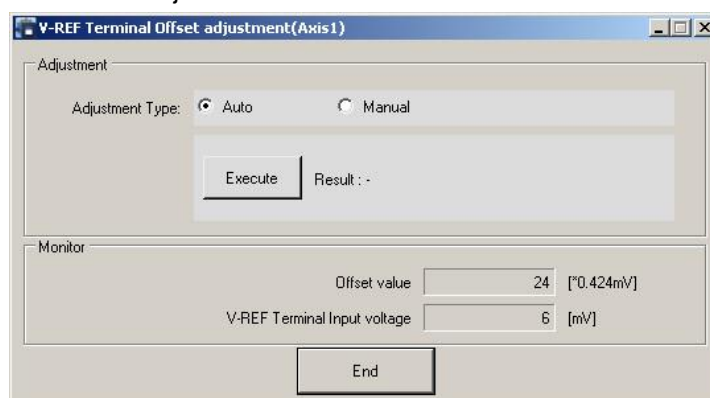 V-REF Terminal Offset adjustment(Axis1)
Adjustment
Adjustment Type: Auto Manual
Execute Result : -
Monitor
Offset value 24 [*0.424mV]
V-REF Terminal Input voltage 6 [mV]
End